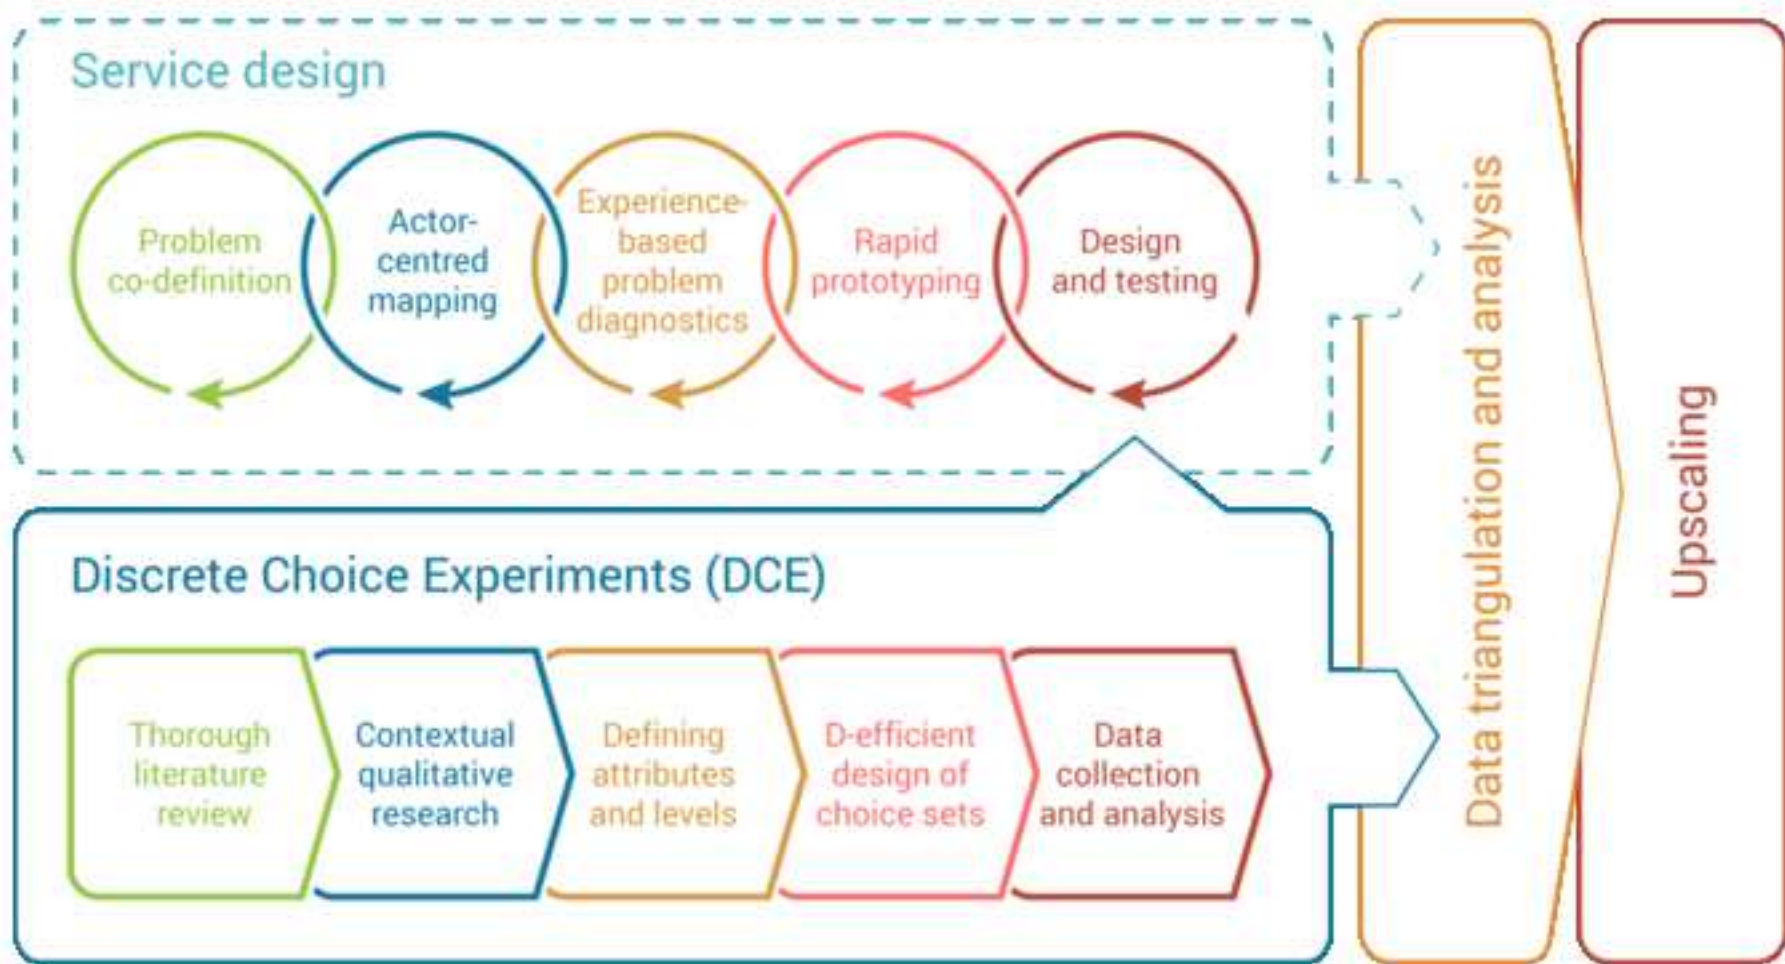 Service design
Problem
co-definition
Actor-
centred
mapping
Experience-
based
problem
diagnostics
Rapid
prototyping
Design
and testing
Discrete Choice Experiments (DCE)
Thorough
literature
review
Contextual
qualitative
research
Defining
attributes
and levels
D-efficient
design of
choice sets
Data
collection
and analysis
Data triangulation and analysis
Upscaling